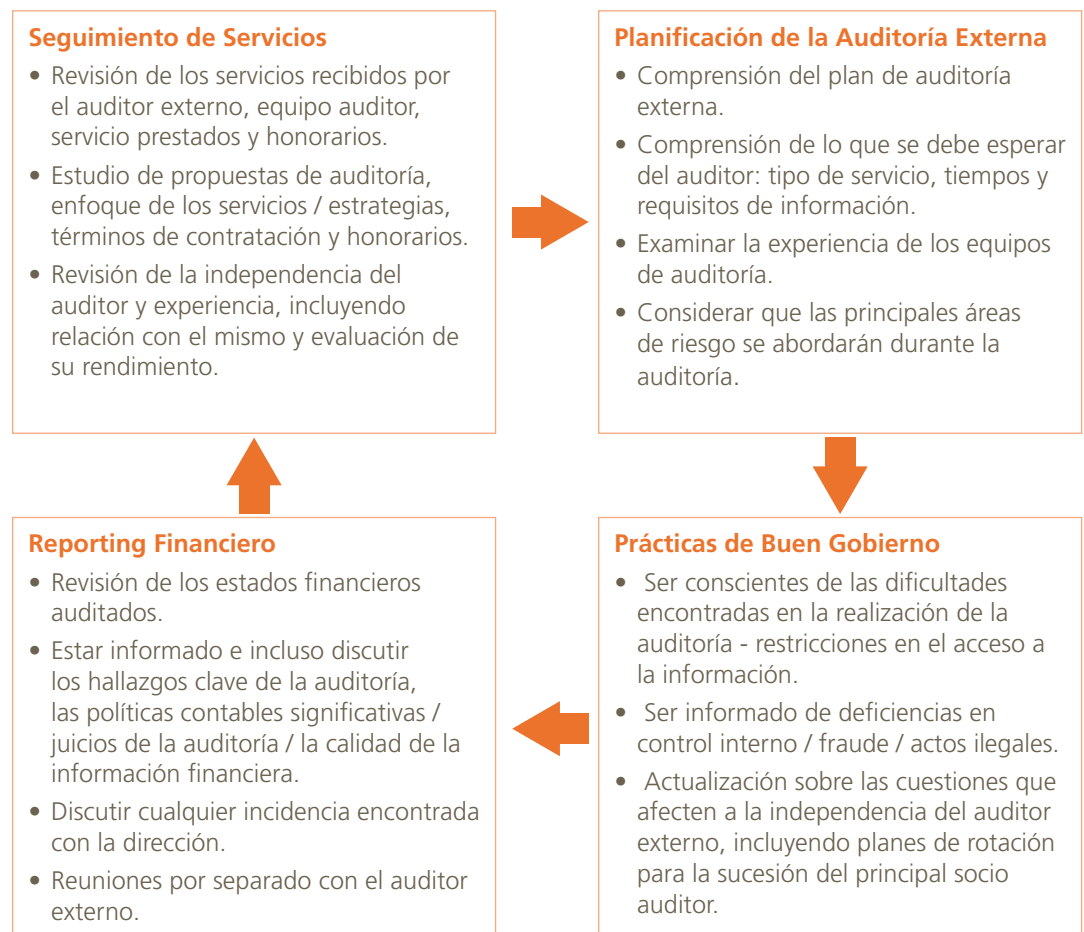 Seguimiento de Servicios
• Revisión de los servicios recibidos por
el auditor externo, equipo auditor,
servicio prestados y honorarios.
• Estudio de propuestas de auditoría,
enfoque de los servicios / estrategias,
términos de contratación y honorarios.
• Revisión de la independencia del
auditor y experiencia, incluyendo
relación con el mismo y evaluación de
su rendimiento.
Planificación de la Auditoría Externa
• Comprensión del plan de auditoría
externa.
• Comprensión de lo que se debe esperar
del auditor: tipo de servicio, tiempos y
requisitos de información.
• Examinar la experiencia de los equipos
de auditoría.
• Considerar que las principales áreas
de riesgo se abordarán durante la
auditoría.
Prácticas de Buen Gobierno
• Ser conscientes de las dificultades
encontradas en la realización de la
auditoría - restricciones en el acceso a
la información.
• Ser informado de deficiencias en
control interno / fraude / actos ilegales.
• Actualización sobre las cuestiones que
afecten a la independencia del auditor
externo, incluyendo planes de rotación
para la sucesión del principal socio
auditor.
Reporting Financiero
• Revisión de los estados financieros
auditados.
• Estar informado e incluso discutir
los hallazgos clave de la auditoría,
las políticas contables significativas /
juicios de la auditoría / la calidad de la
información financiera.
• Discutir cualquier incidencia encontrada
con la dirección.
• Reuniones por separado con el auditor
externo.